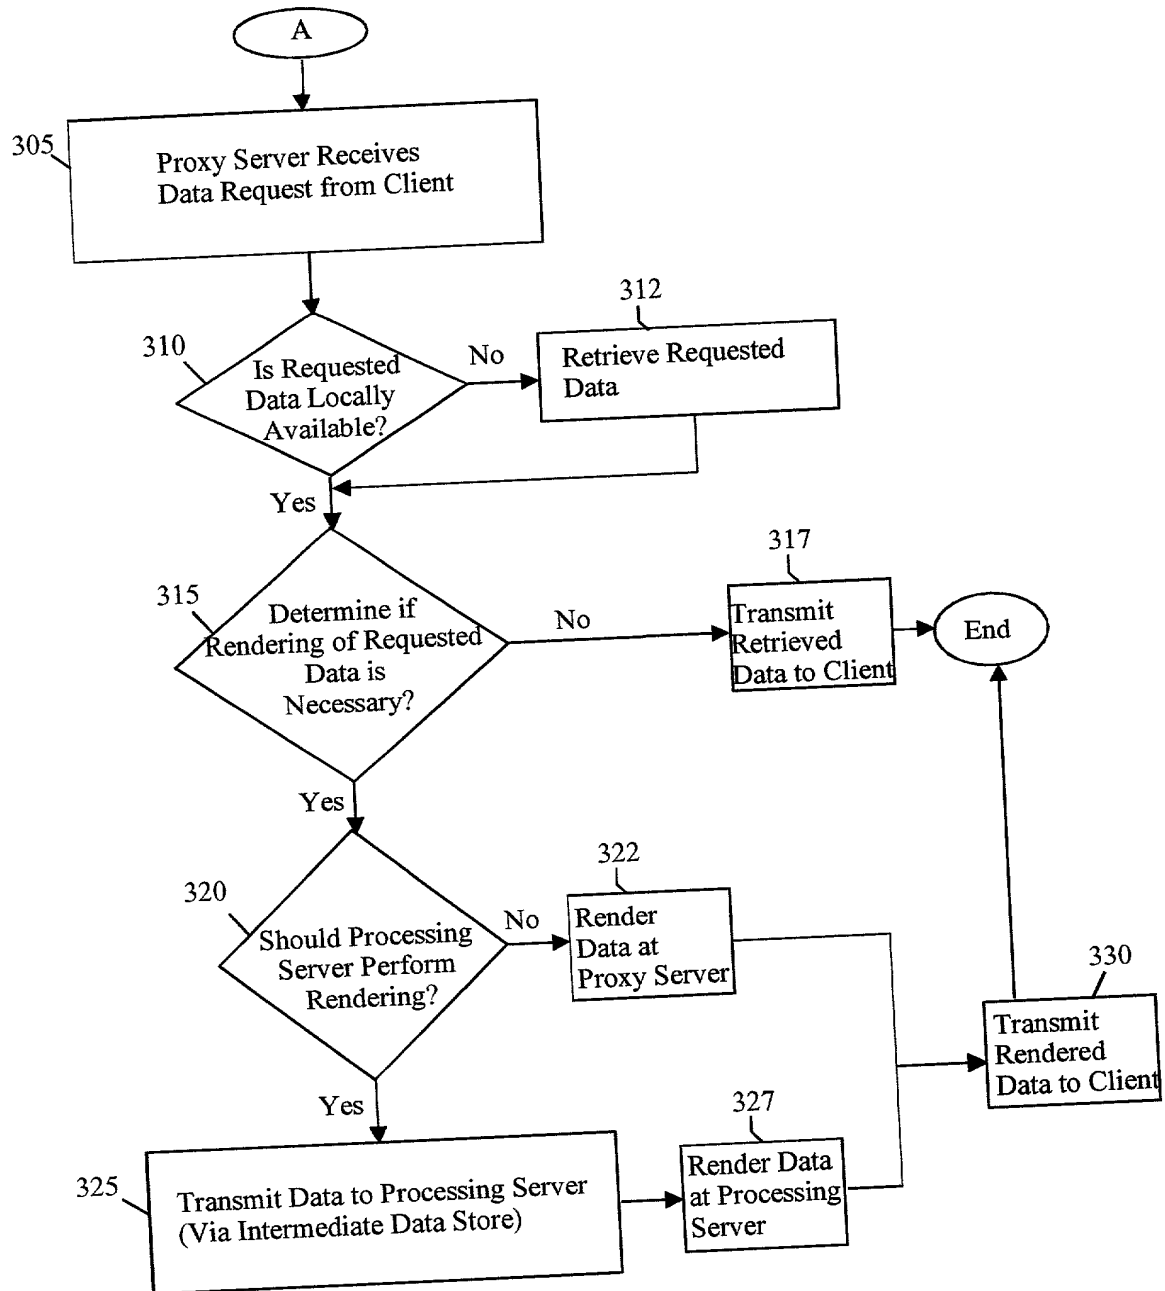 A
305
Proxy Server Receives
Data Request from Client
312
310
Is Requested
Data Locally
Available?
No
Retrieve Requested
Data
Yes
317
315
Determine if
Rendering of Requested
Data is
Necessary?
No
Transmit
Retrieved
Data to Client
End
Yes
322
320
Should Processing
Server Perform
Rendering?
No
Render
Data at
Proxy Server
330
Transmit
Rendered
Data to Client
Yes
327
325
Transmit Data to Processing Server
(Via Intermediate Data Store)
Render Data
at Processing
Server